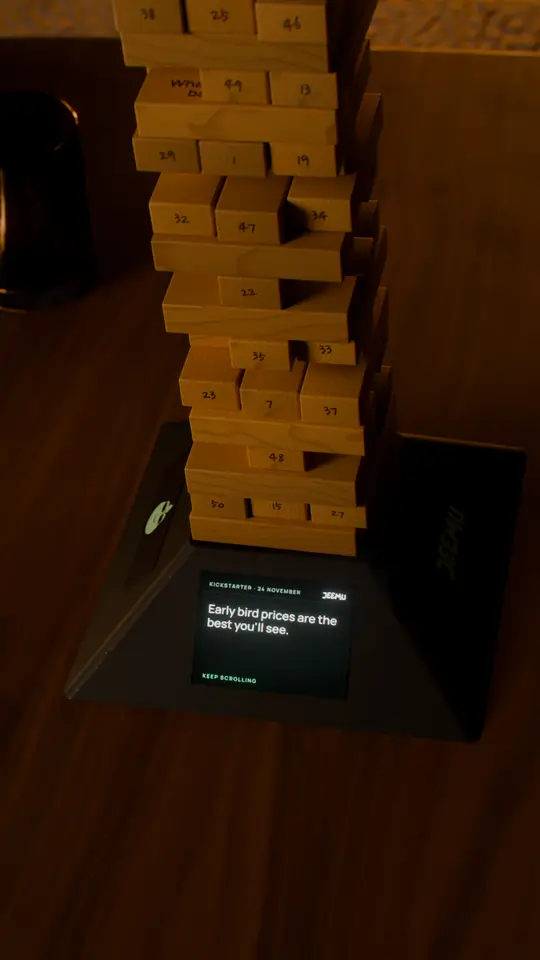 38 25 46
44 13
29 1 19
32 47 34
22
35 33
23 7 37
48
50 15 27
JEEMU
KICKSTARTER · 24 NOVEMBER JEEMU
Early bird prices are the
best you'll see.
KEEP SCROLLING